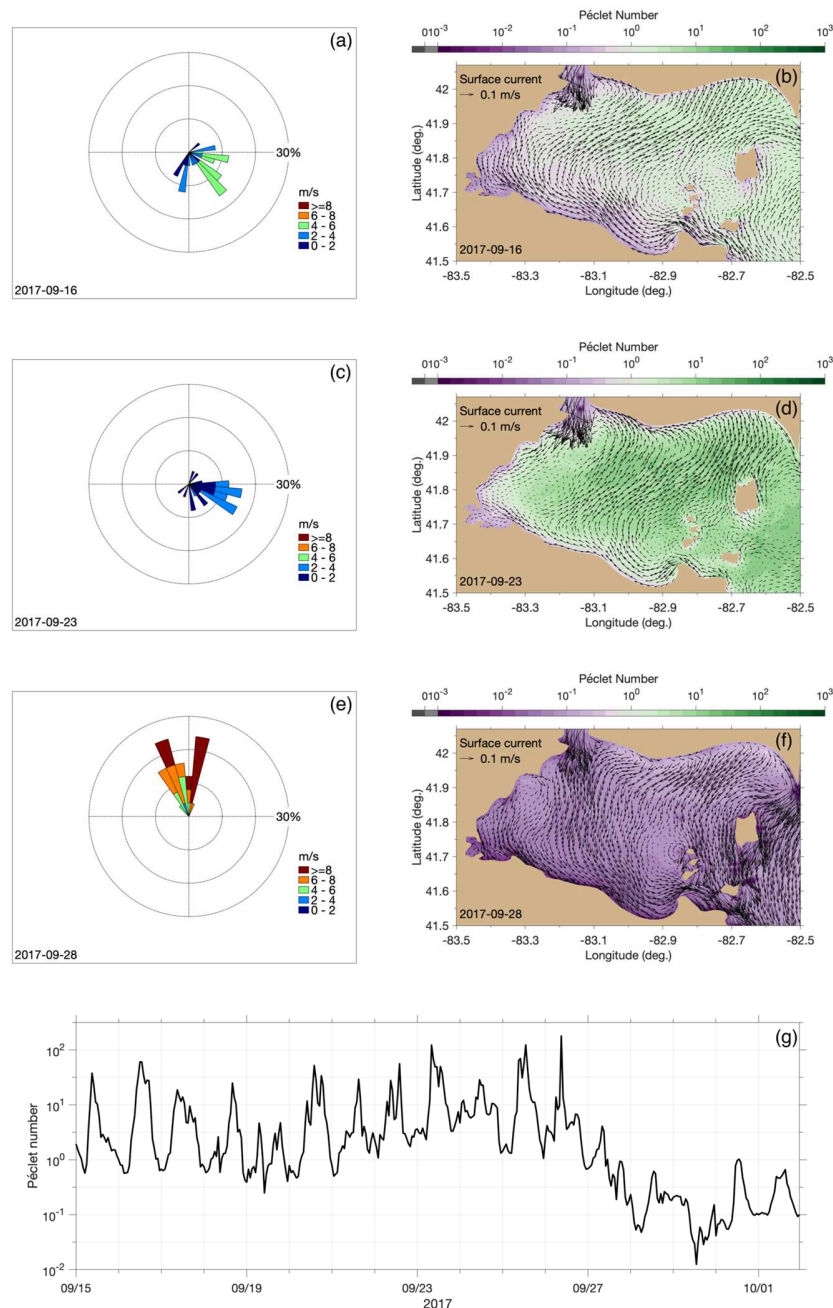 (a)
30%
m/s
>=8
6 - 8
4 - 6
2 - 4
0 - 2
2017-09-16
Péclet Number
0 10⁻³ 10⁻² 10⁻¹ 10⁰ 10¹ 10² 10³
(b)
Surface current
0.1 m/s
42
41.9
41.8
41.7
41.6
41.5
Latitude (deg.)
2017-09-16
-83.5 -83.3 -83.1 -82.9 -82.7 -82.5
Longitude (deg.)
(c)
30%
m/s
>=8
6 - 8
4 - 6
2 - 4
0 - 2
2017-09-23
Péclet Number
0 10⁻³ 10⁻² 10⁻¹ 10⁰ 10¹ 10² 10³
(d)
Surface current
0.1 m/s
42
41.9
41.8
41.7
41.6
41.5
Latitude (deg.)
2017-09-23
-83.5 -83.3 -83.1 -82.9 -82.7 -82.5
Longitude (deg.)
(e)
30%
m/s
>=8
6 - 8
4 - 6
2 - 4
0 - 2
2017-09-28
Péclet Number
0 10⁻³ 10⁻² 10⁻¹ 10⁰ 10¹ 10² 10³
(f)
Surface current
0.1 m/s
42
41.9
41.8
41.7
41.6
41.5
Latitude (deg.)
2017-09-28
-83.5 -83.3 -83.1 -82.9 -82.7 -82.5
Longitude (deg.)
(g)
10²
10¹
10⁰
10⁻¹
10⁻²
Péclet number
09/15 09/19 09/23 09/27 10/01
2017